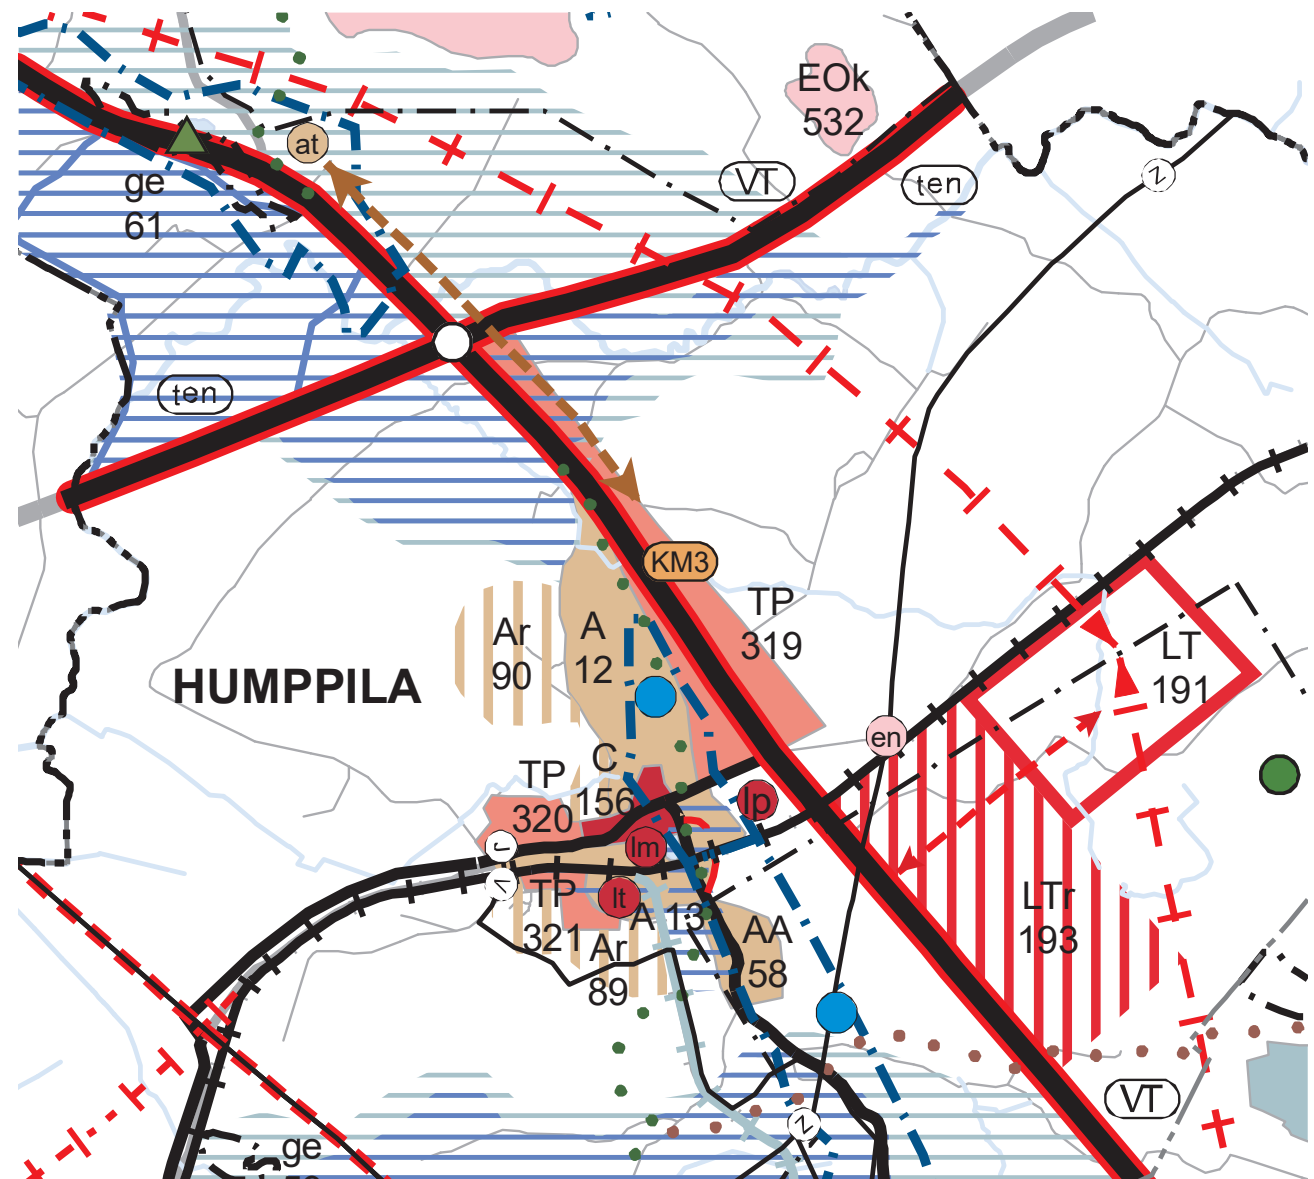 EOk
532
at
VT
ten
Z
ge
61
ten
KM3
TP
319
Ar
90
A
12
LT
191
HUMPPILA
en
C
156
TP
320
lp
lm
J
V
TP
321
lt
A 13
Ar
89
AA
58
LTr
193
VT
Z
ge